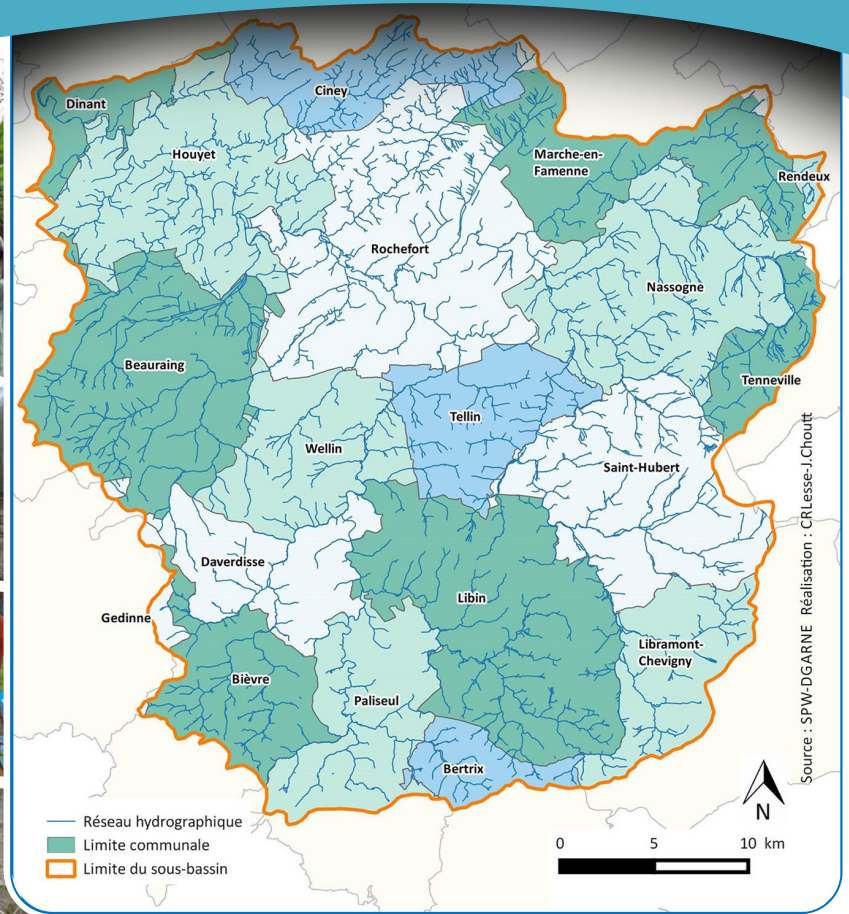 Ciney
Dinant
Houyet
Marche-en-
Famenne
Rendeux
Rochefort
Nassogne
Beauraing
Tenneville
Tellin
Wellin
Saint-Hubert
Daverdisse
Libin
Gedinne
Libramont-
Chevigny
Bièvre
Paliseul
Bertrix
Source : SPW-DGARNE Réalisation : CRLesse-J.Choutt
N
Réseau hydrographique
Limite communale
Limite du sous-bassin
0 5 10 km